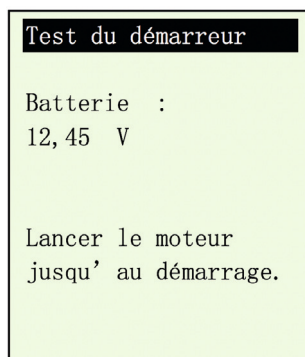 Test du démarreur
Batterie :
12,45 V
Lancer le moteur
jusqu' au démarrage.